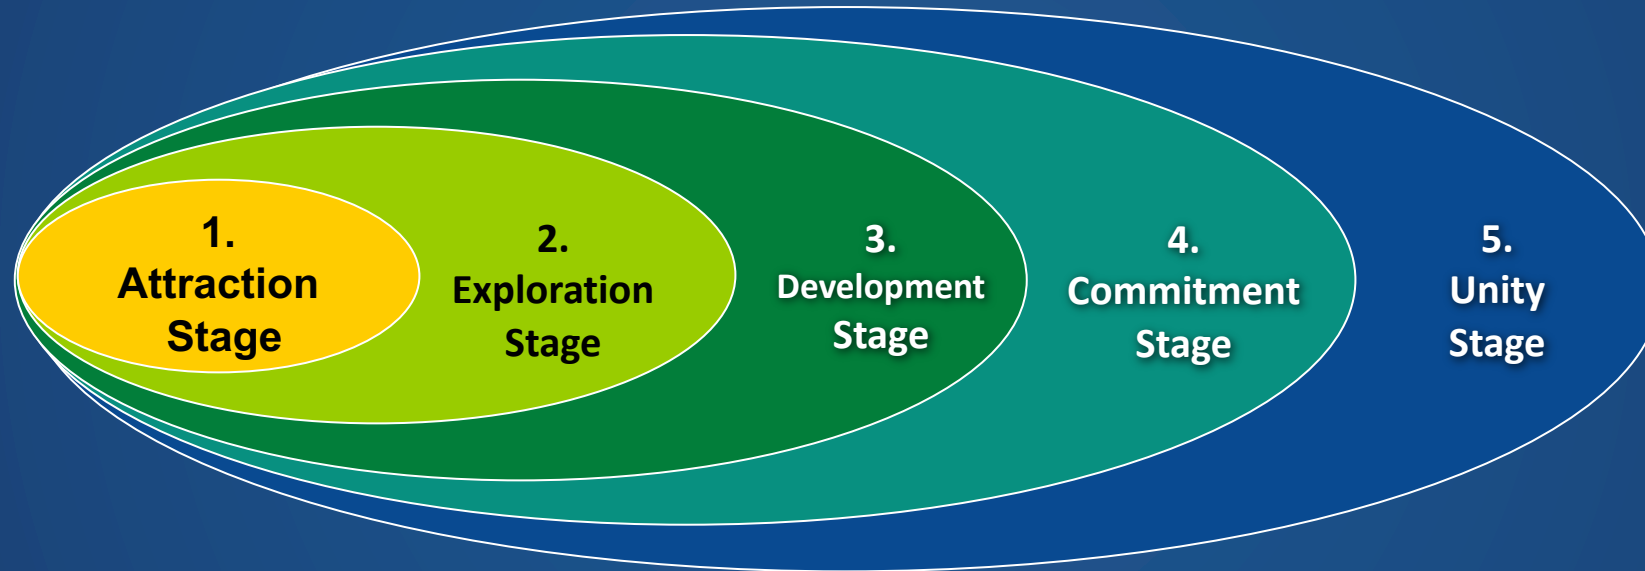 1.
Attraction
Stage
2.
Exploration
Stage
3.
Development
Stage
4.
Commitment
Stage
5.
Unity
Stage